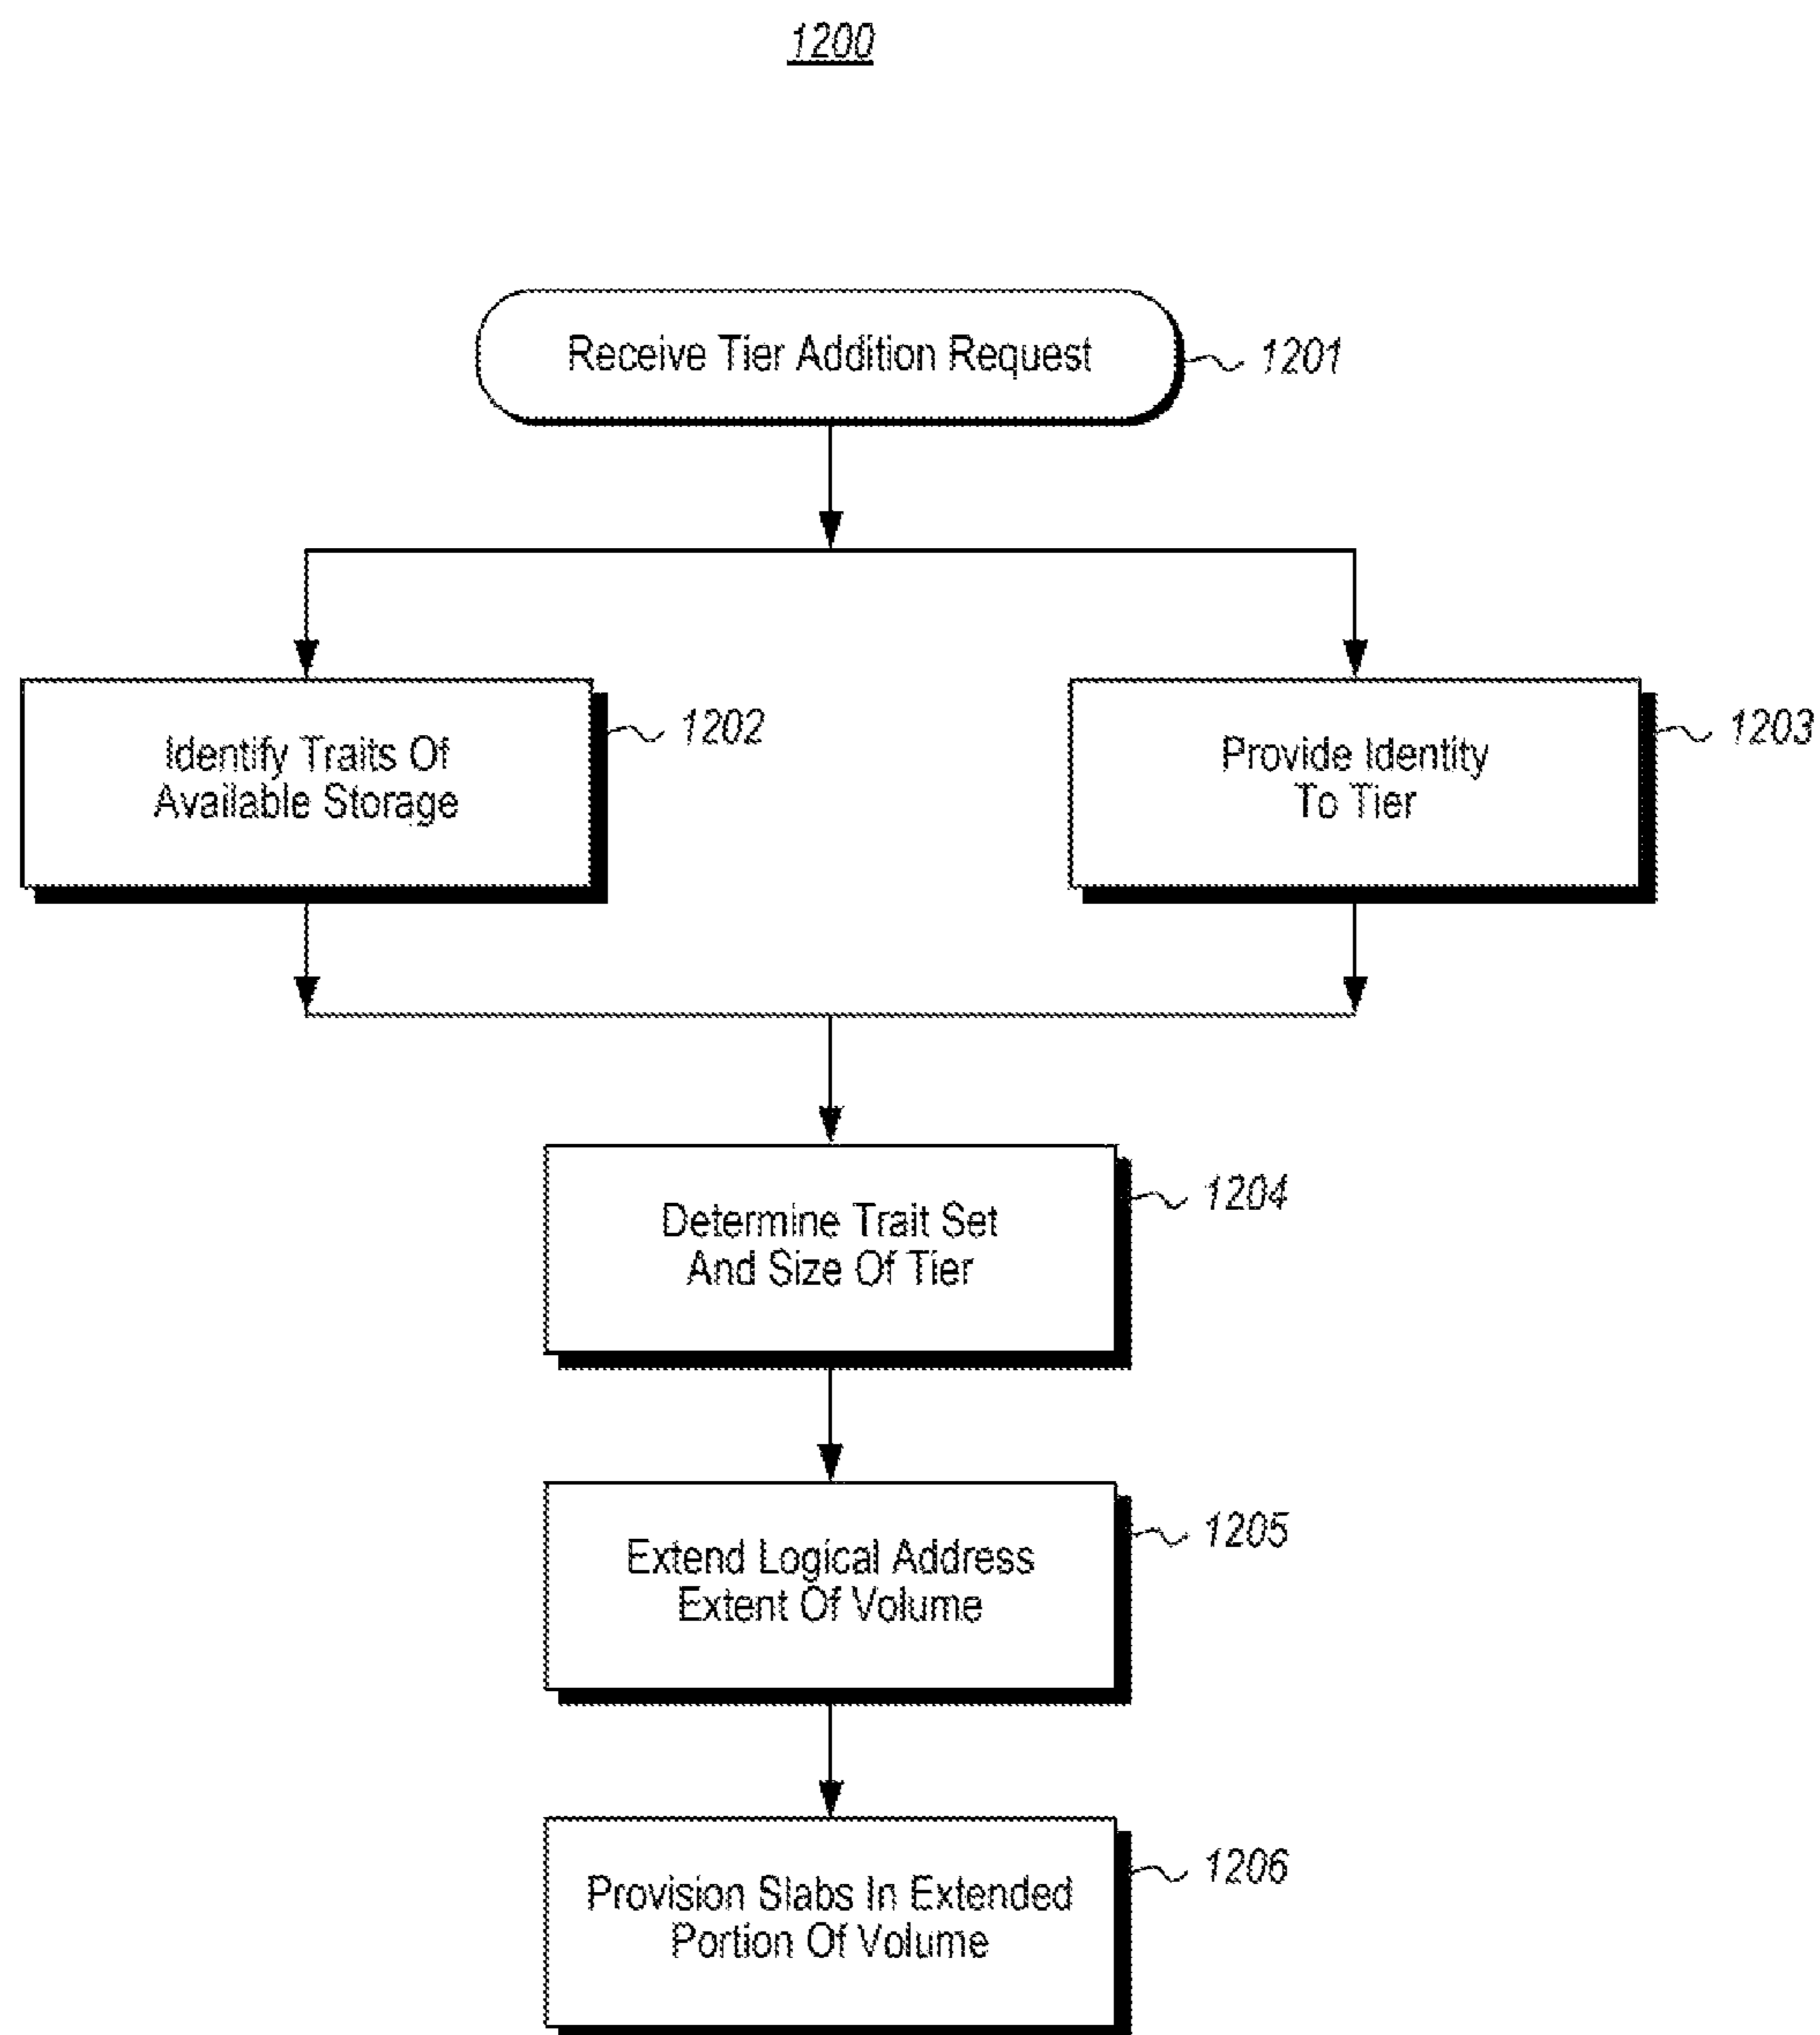 1200
Receive Tier Addition Request
1201
Identify Traits Of
Available Storage
1202
Provide Identity
To Tier
1203
Determine Trait Set
And Size Of Tier
1204
Extend Logical Address
Extent Of Volume
1205
Provision Slabs In Extended
Portion Of Volume
1206